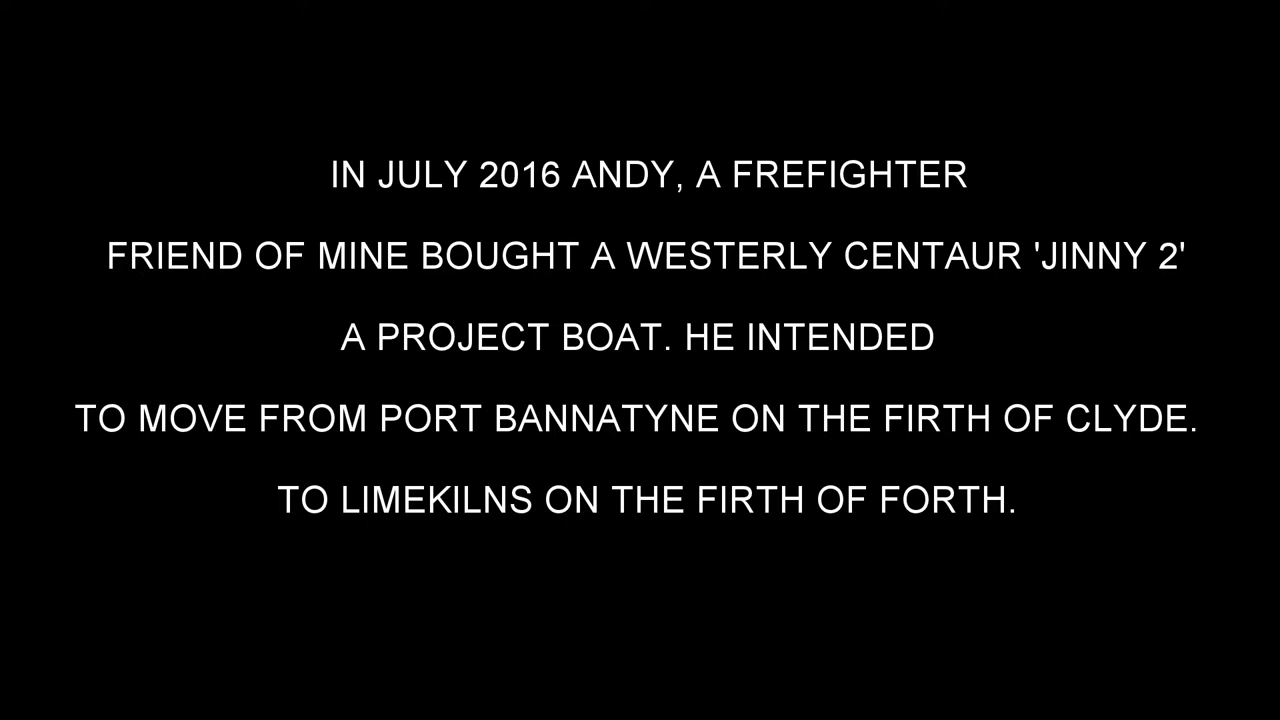 IN JULY 2016 ANDY, A FREFIGHTER
FRIEND OF MINE BOUGHT A WESTERLY CENTAUR 'JINNY 2'
A PROJECT BOAT. HE INTENDED
TO MOVE FROM PORT BANNATYNE ON THE FIRTH OF CLYDE.
TO LIMEKILNS ON THE FIRTH OF FORTH.